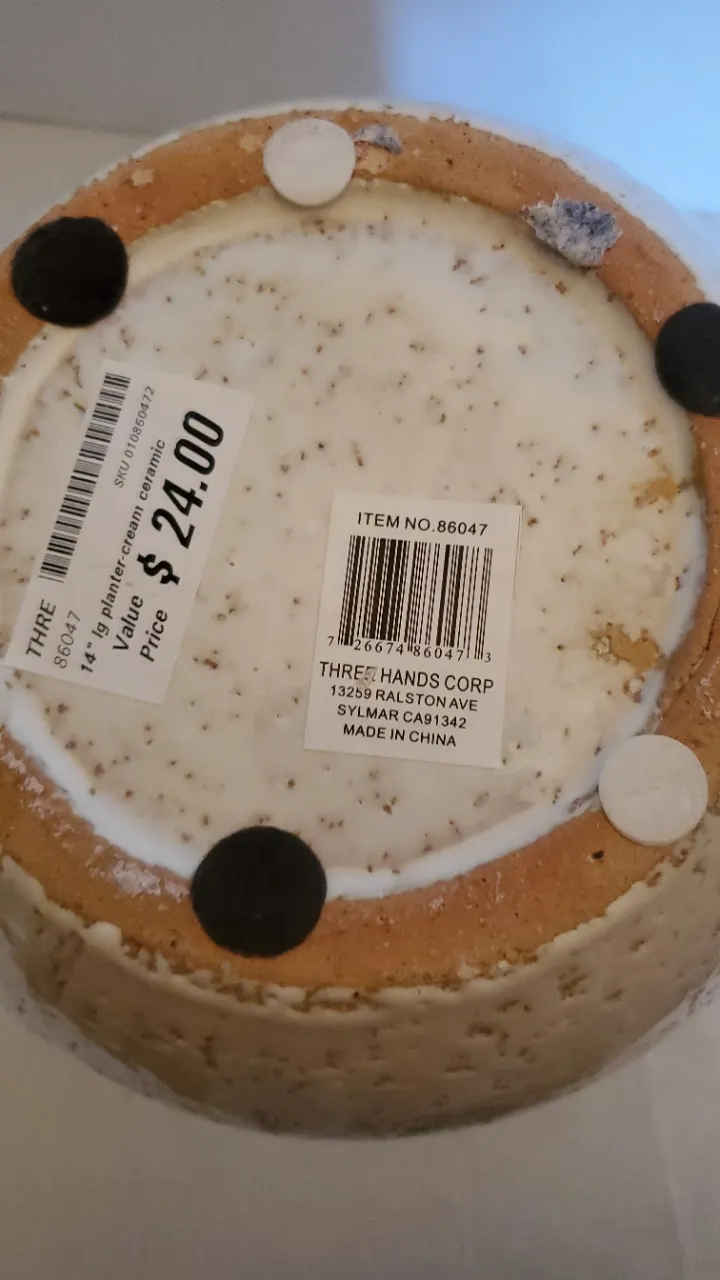 THRE
86047
SKU 010860472
14" lg planter-cream ceramic
Value
Price $ 24.00
ITEM NO.86047
7 26674 86047 3
THREE HANDS CORP
13259 RALSTON AVE
SYLMAR CA91342
MADE IN CHINA